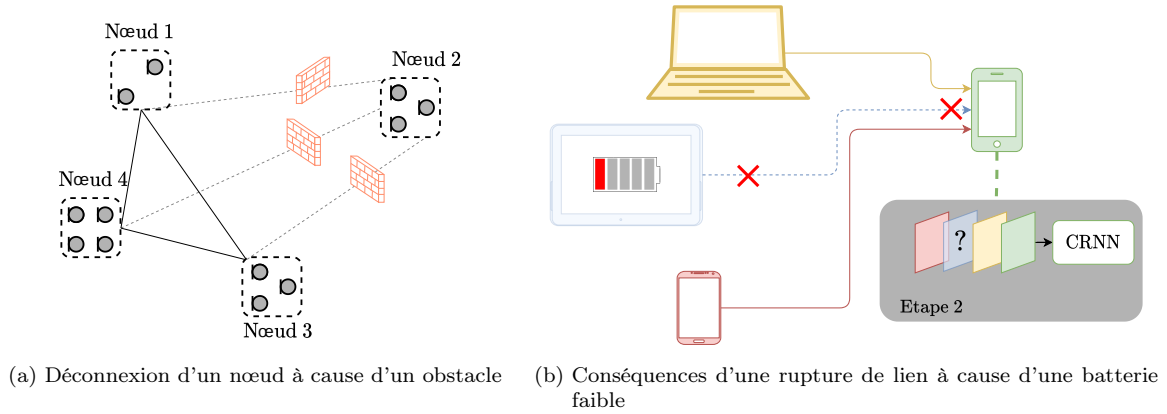 Nœud 1
Nœud 2
Nœud 4
Nœud 3
?
CRNN
Etape 2
(a) Déconnexion d'un nœud à cause d'un obstacle
(b) Conséquences d'une rupture de lien à cause d'une batterie
faible